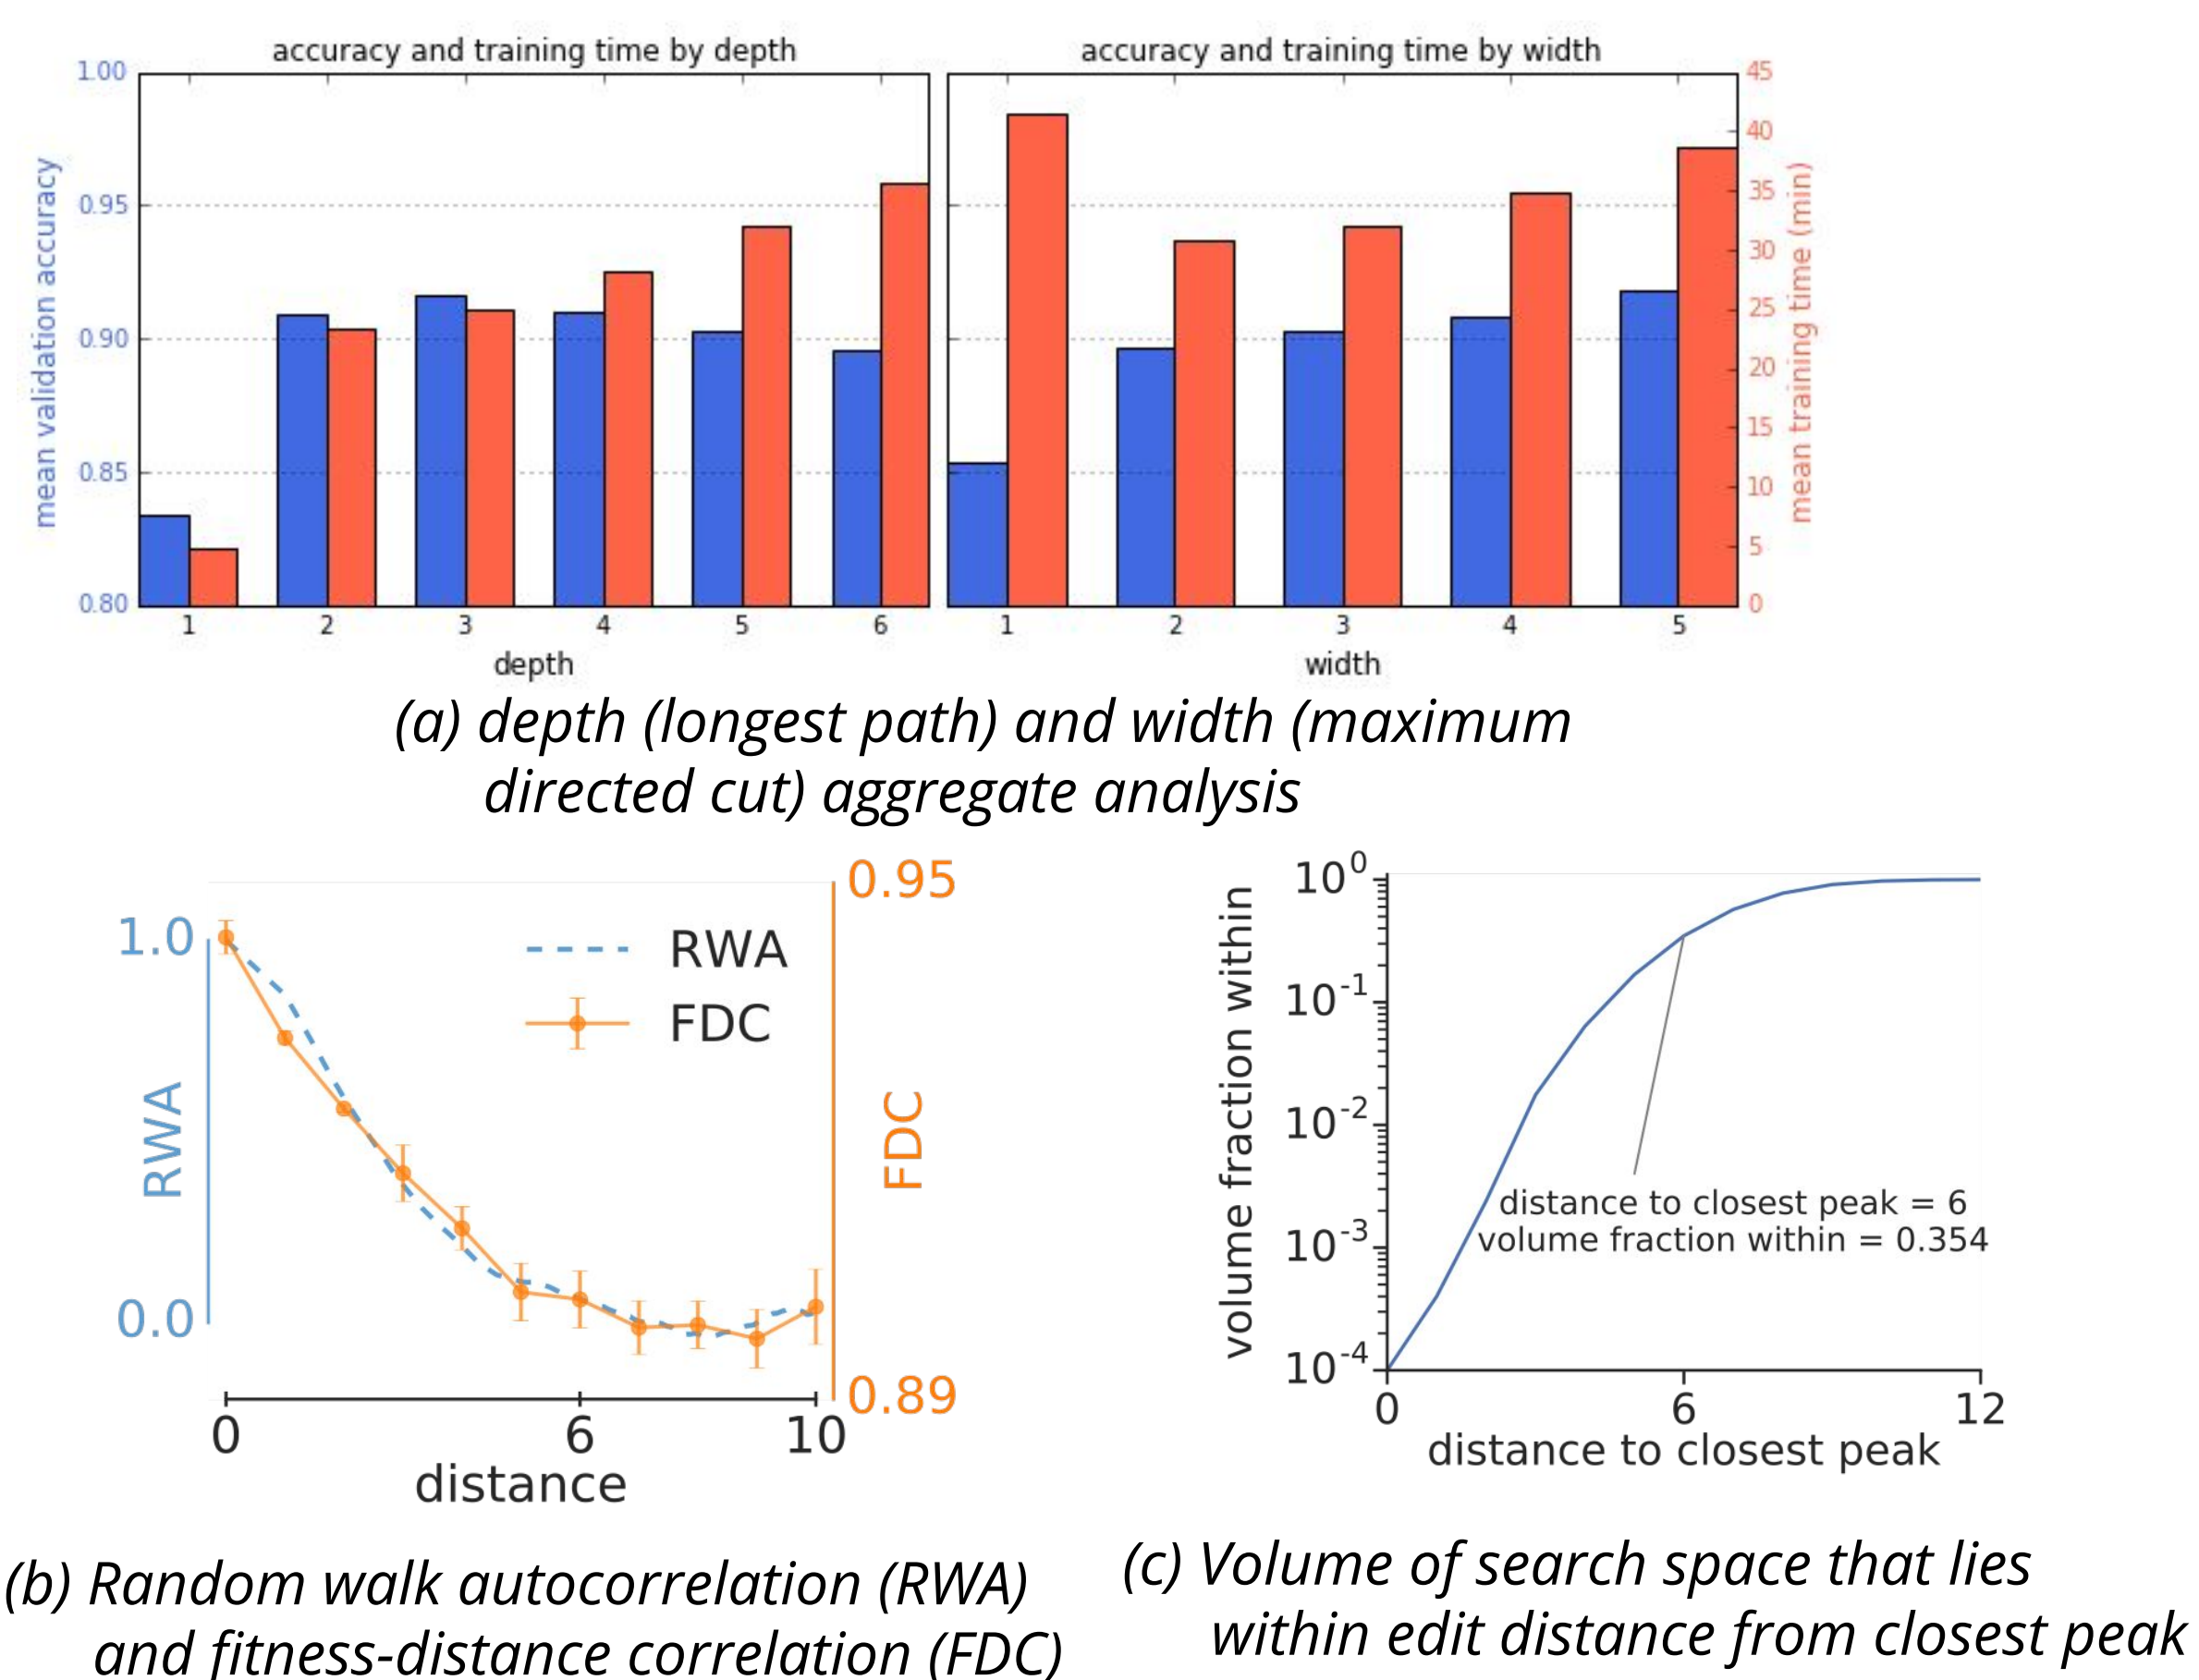 accuracy and training time by depth
accuracy and training time by width
1.00
0.95
0.90
0.85
0.80
mean validation accuracy
45
40
35
30
25
20
15
10
5
0
mean training time (min)
1 2 3 4 5 6
depth
1 2 3 4 5
width
(a) depth (longest path) and width (maximum
directed cut) aggregate analysis
1.0
0.0
RWA
RWA
FDC
0.95
0.89
FDC
0 6 10
distance
(b) Random walk autocorrelation (RWA)
and fitness-distance correlation (FDC)
volume fraction within
10^0
10^-1
10^-2
10^-3
10^-4
distance to closest peak = 6
volume fraction within = 0.354
0 6 12
distance to closest peak
(c) Volume of search space that lies
within edit distance from closest peak